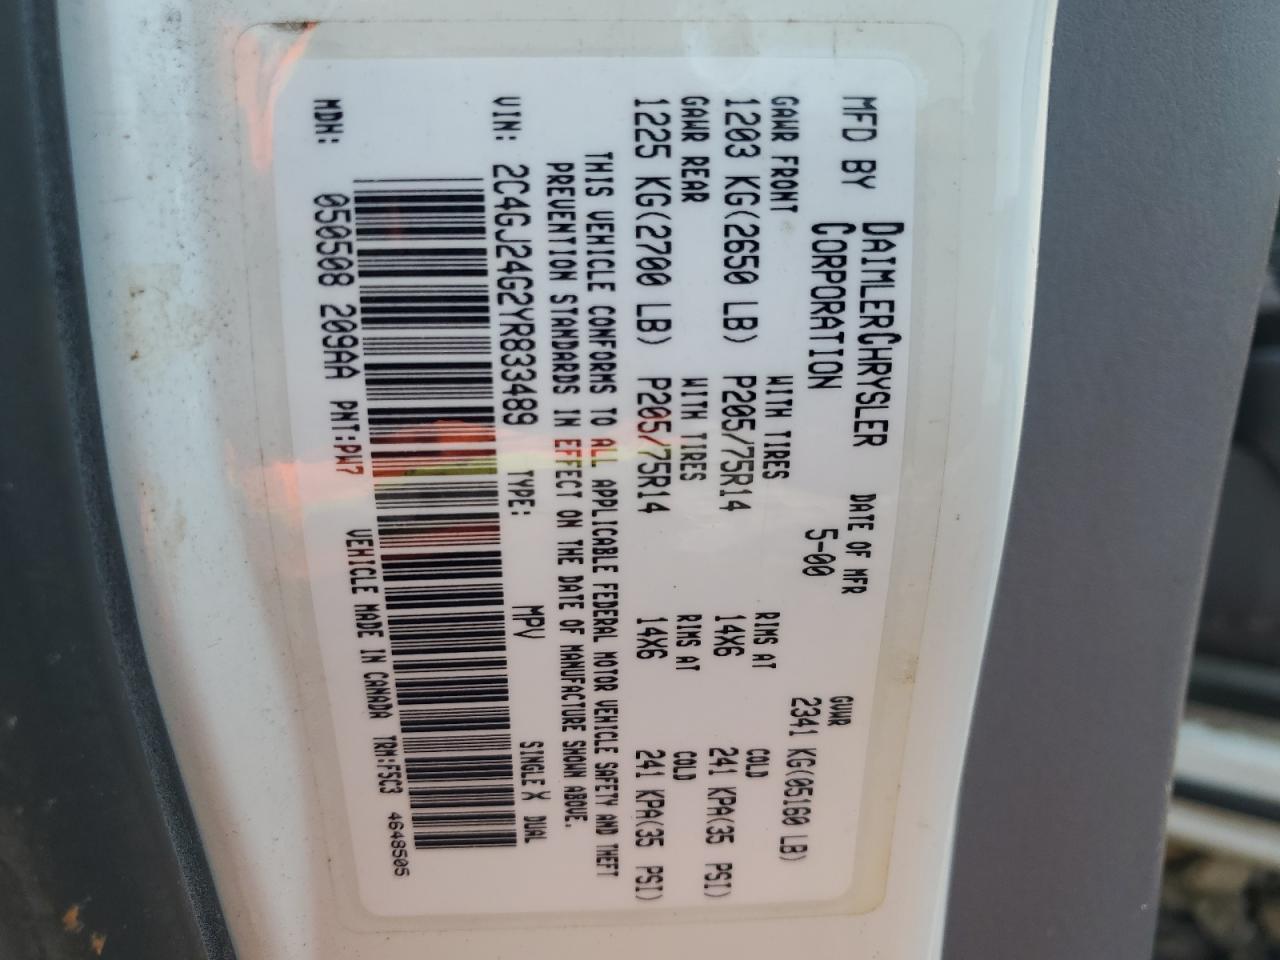 MFD BY DAIMLERCHRYSLER CORPORATION DATE OF MFR 5-00 GVWR 2341 KG(05160 LB)
GAWR FRONT WITH TIRES RIMS AT COLD
1203 KG(2650 LB) P205/75R14 14X6 241 KPA(35 PSI)
GAWR REAR WITH TIRES RIMS AT COLD
1225 KG(2700 LB) P205/75R14 14X6 241 KPA(35 PSI)
THIS VEHICLE CONFORMS TO ALL APPLICABLE FEDERAL MOTOR VEHICLE SAFETY AND THEFT
PREVENTION STANDARDS IN EFFECT ON THE DATE OF MANUFACTURE SHOWN ABOVE.
VIN: 2C4GJ24G2YR833489 TYPE: MPV SINGLE X DUAL
MDH: 050508 209AA PNT:PW7 VEHICLE MADE IN CANADA TRM:F5C3 4648505